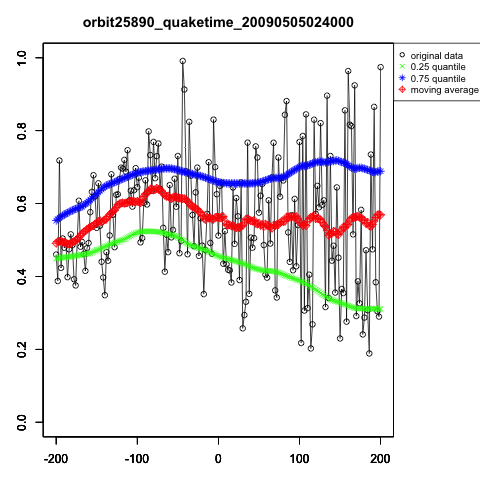 orbit25890_quaketime_20090505024000
original data
0.25 quantile
0.75 quantile
moving average
1.0
0.8
0.6
0.4
0.2
0.0
-200 -100 0 100 200